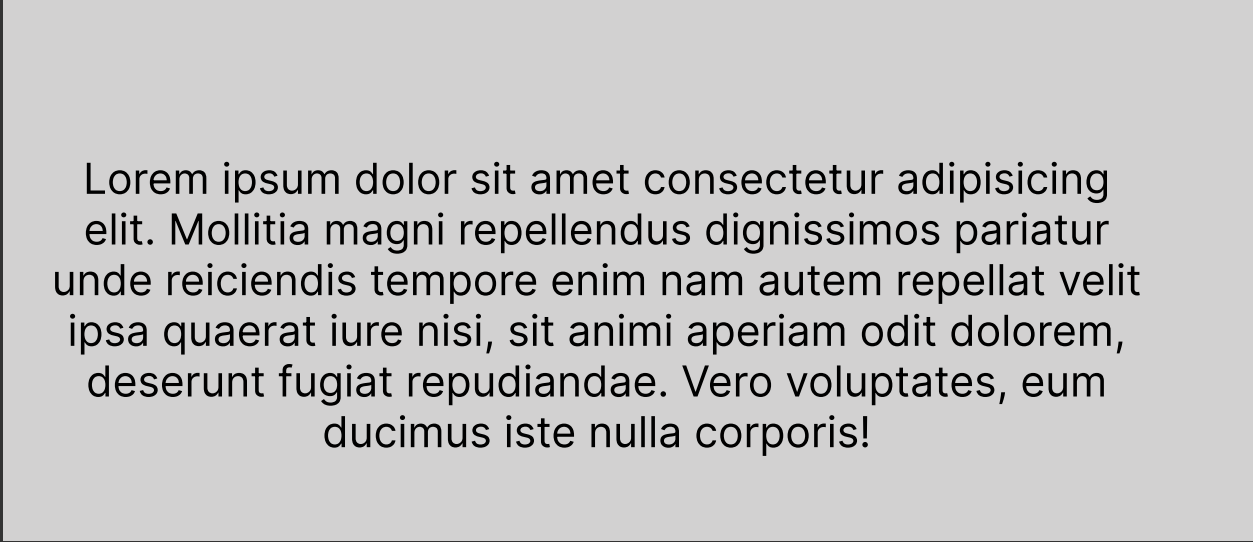 Lorem ipsum dolor sit amet consectetur adipisicing
elit. Mollitia magni repellendus dignissimos pariatur
unde reiciendis tempore enim nam autem repellat velit
ipsa quaerat iure nisi, sit animi aperiam odit dolorem,
deserunt fugiat repudiandae. Vero voluptates, eum
ducimus iste nulla corporis!